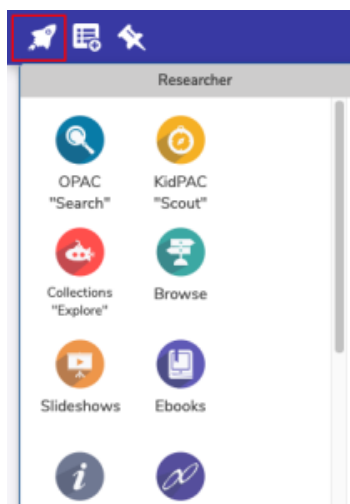 Researcher
OPAC KidPAC
"Search" "Scout"
Collections Browse
"Explore"
Slideshows Ebooks